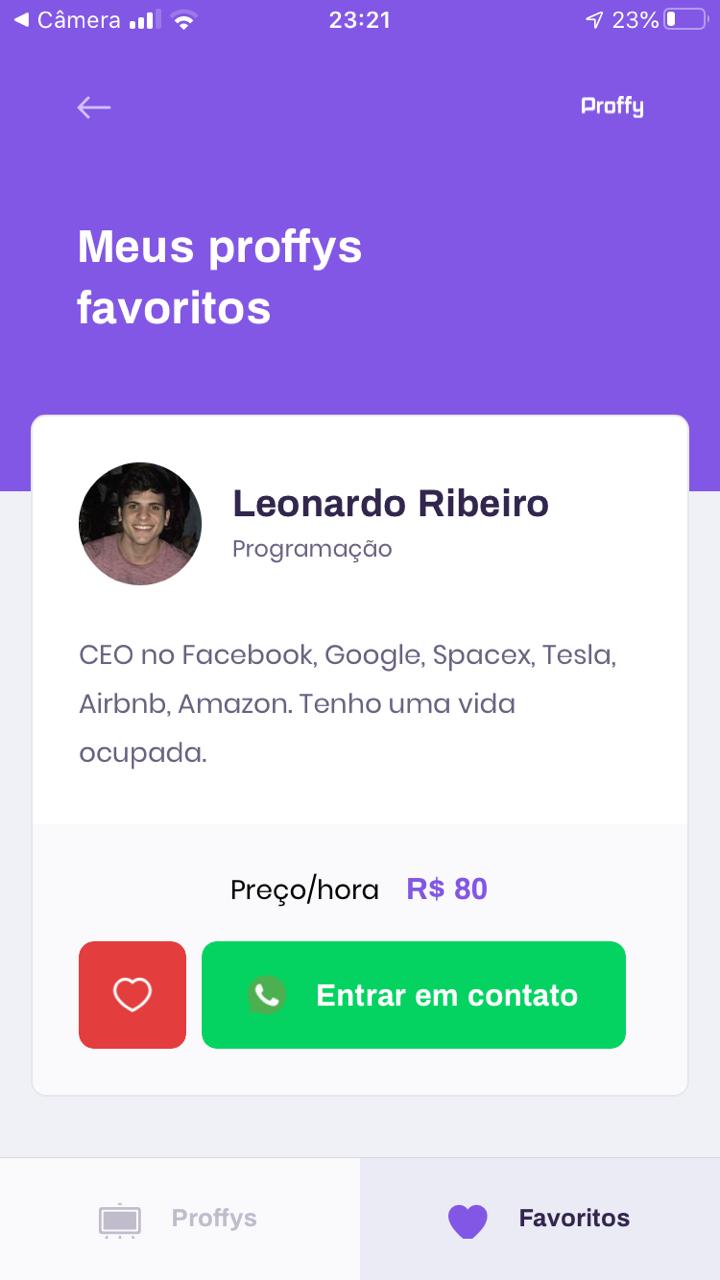 Câmera 23:21 23%
Proffy
Meus proffys
favoritos
Leonardo Ribeiro
Programação
CEO no Facebook, Google, Spacex, Tesla,
Airbnb, Amazon. Tenho uma vida
ocupada.
Preço/hora R$ 80
Entrar em contato
Proffys Favoritos